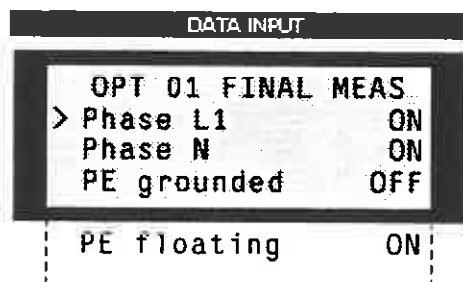 DATA INPUT
OPT 01 FINAL MEAS
> Phase L1 ON
Phase N ON
PE grounded OFF
PE floating ON